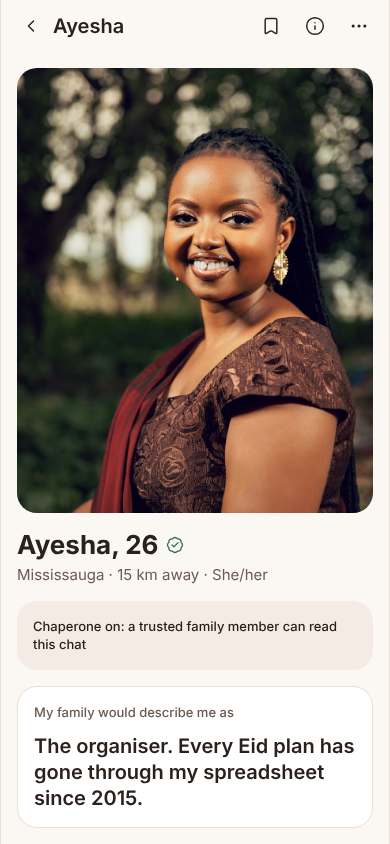 Ayesha
Ayesha, 26
Mississauga · 15 km away · She/her
Chaperone on: a trusted family member can read
this chat
My family would describe me as
The organiser. Every Eid plan has
gone through my spreadsheet
since 2015.